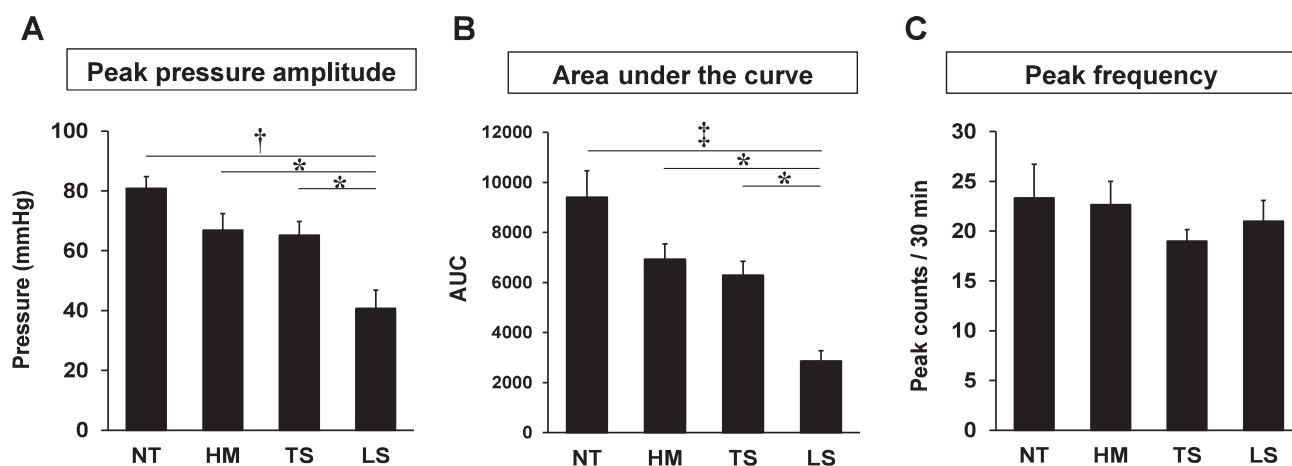 A
Peak pressure amplitude
Pressure (mmHg)
100
80
60
40
20
0
†
*
*
NT HM TS LS
B
Area under the curve
AUC
12000
10000
8000
6000
4000
2000
0
‡
*
*
NT HM TS LS
C
Peak frequency
Peak counts / 30 min
30
25
20
15
10
5
0
NT HM TS LS